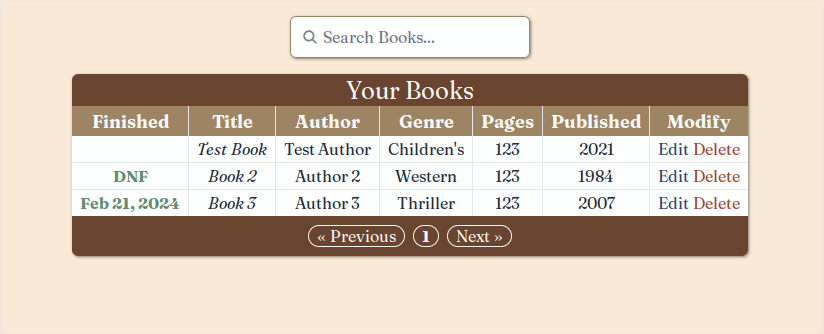 Search Books...
Your Books
Finished Title Author Genre Pages Published Modify
Test Book Test Author Children's 123 2021 Edit Delete
DNF Book 2 Author 2 Western 123 1984 Edit Delete
Feb 21, 2024 Book 3 Author 3 Thriller 123 2007 Edit Delete
« Previous 1 Next »